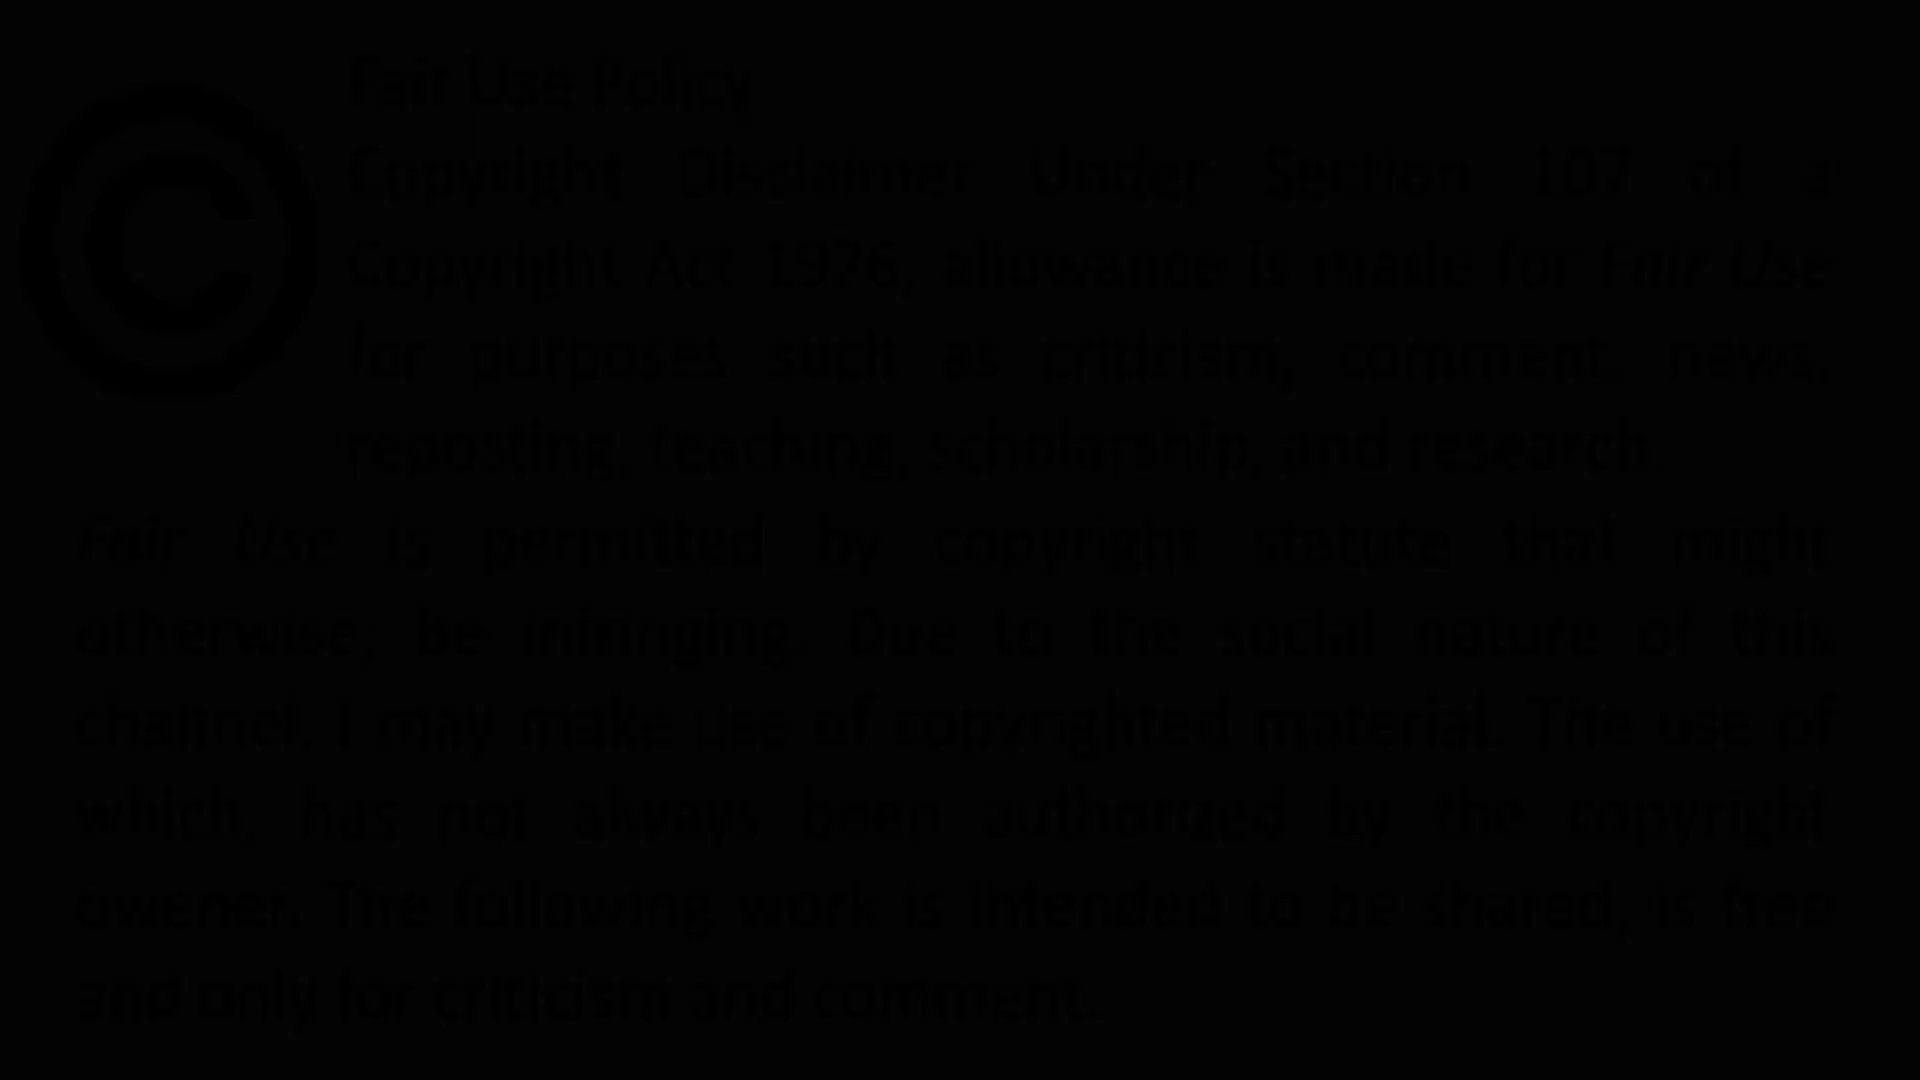 ©
Fair Use Policy
Copyright Disclaimer Under Section 107 of a
Copyright Act 1976, allowance is made for Fair Use
for purposes such as criticism, comment, news,
reposting, teaching, scholarship, and research.
Fair Use is permitted by copyright statute that might
otherwise; be infringing. Due to the social nature of this
channel, I may make use of copyrighted material. The use of
which, has not always been authorized by the copyright
owener. The following work is intended to be shared, is free
and only for criticism and comment.